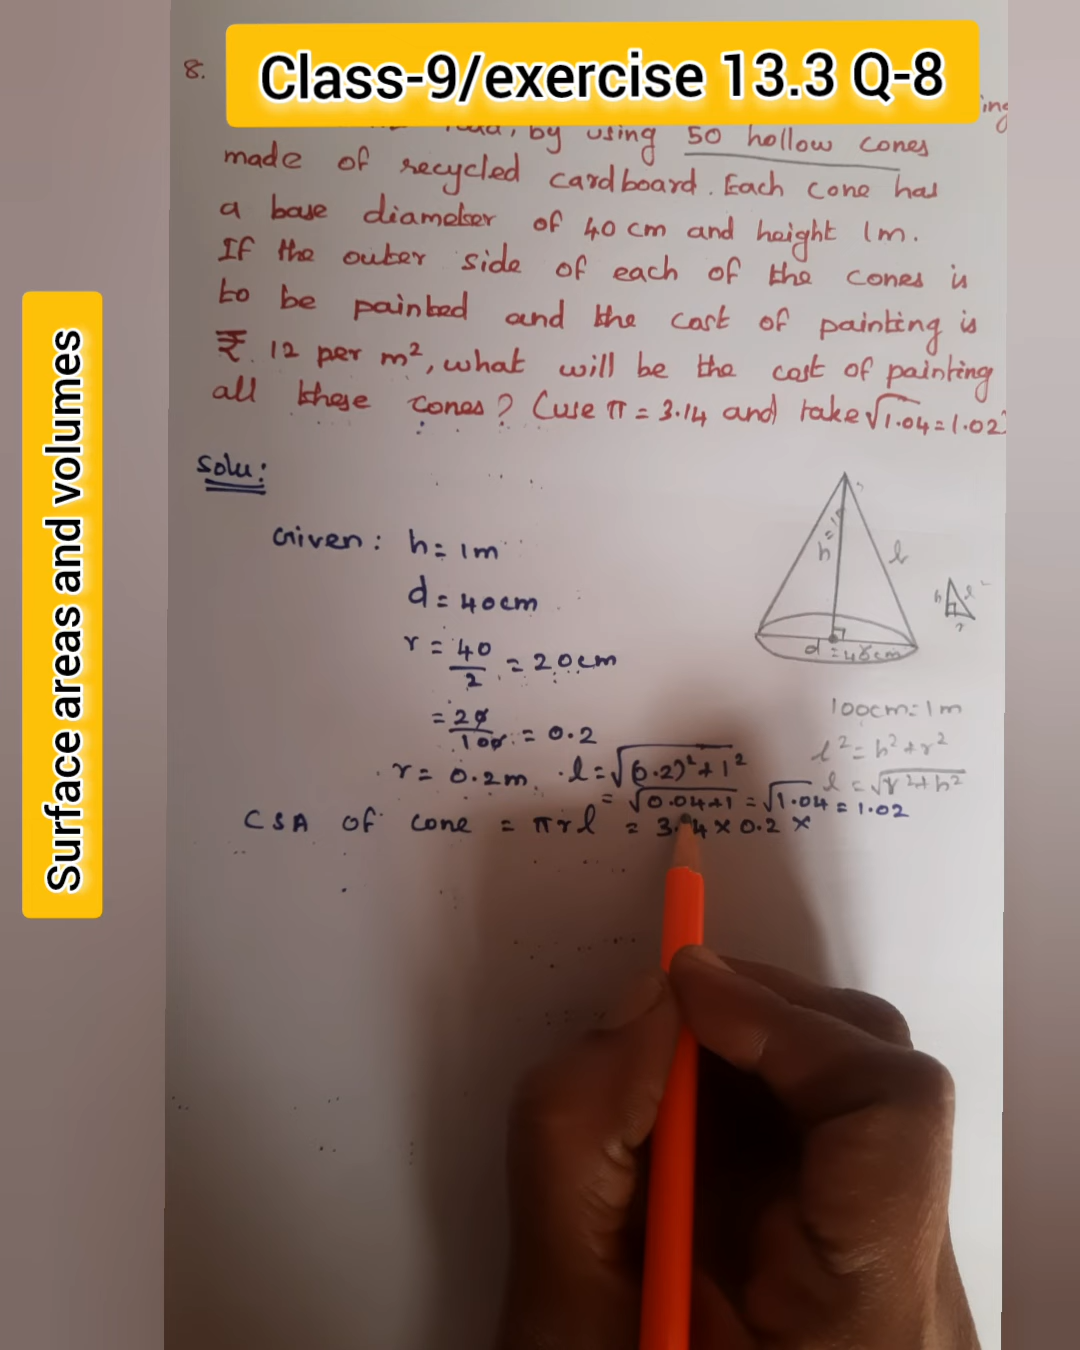 Class-9/exercise 13.3 Q-8
Surface areas and volumes
8.
by using 50 hollow cones
made of recycled cardboard. Each cone has
a base diameter of 40 cm and height 1m.
If the outer side of each of the cones is
to be painted and the cost of painting is
₹. 12 per m², what will be the cost of painting
all these cones? (use π = 3.14 and take √1.04 = 1.02
Solu:
Given: h = 1m
d = 40cm
r = 40/2 = 20cm
= 20/100 = 0.2
r = 0.2m. l = √(0.2)²+1²
= √0.04+1 = √1.04 = 1.02
CSA of cone = πrl = 3.14 × 0.2 ×
h = 1m
l
d = 40cm
h l
100cm = 1m
l² = h² + r²
l = √r²+h²